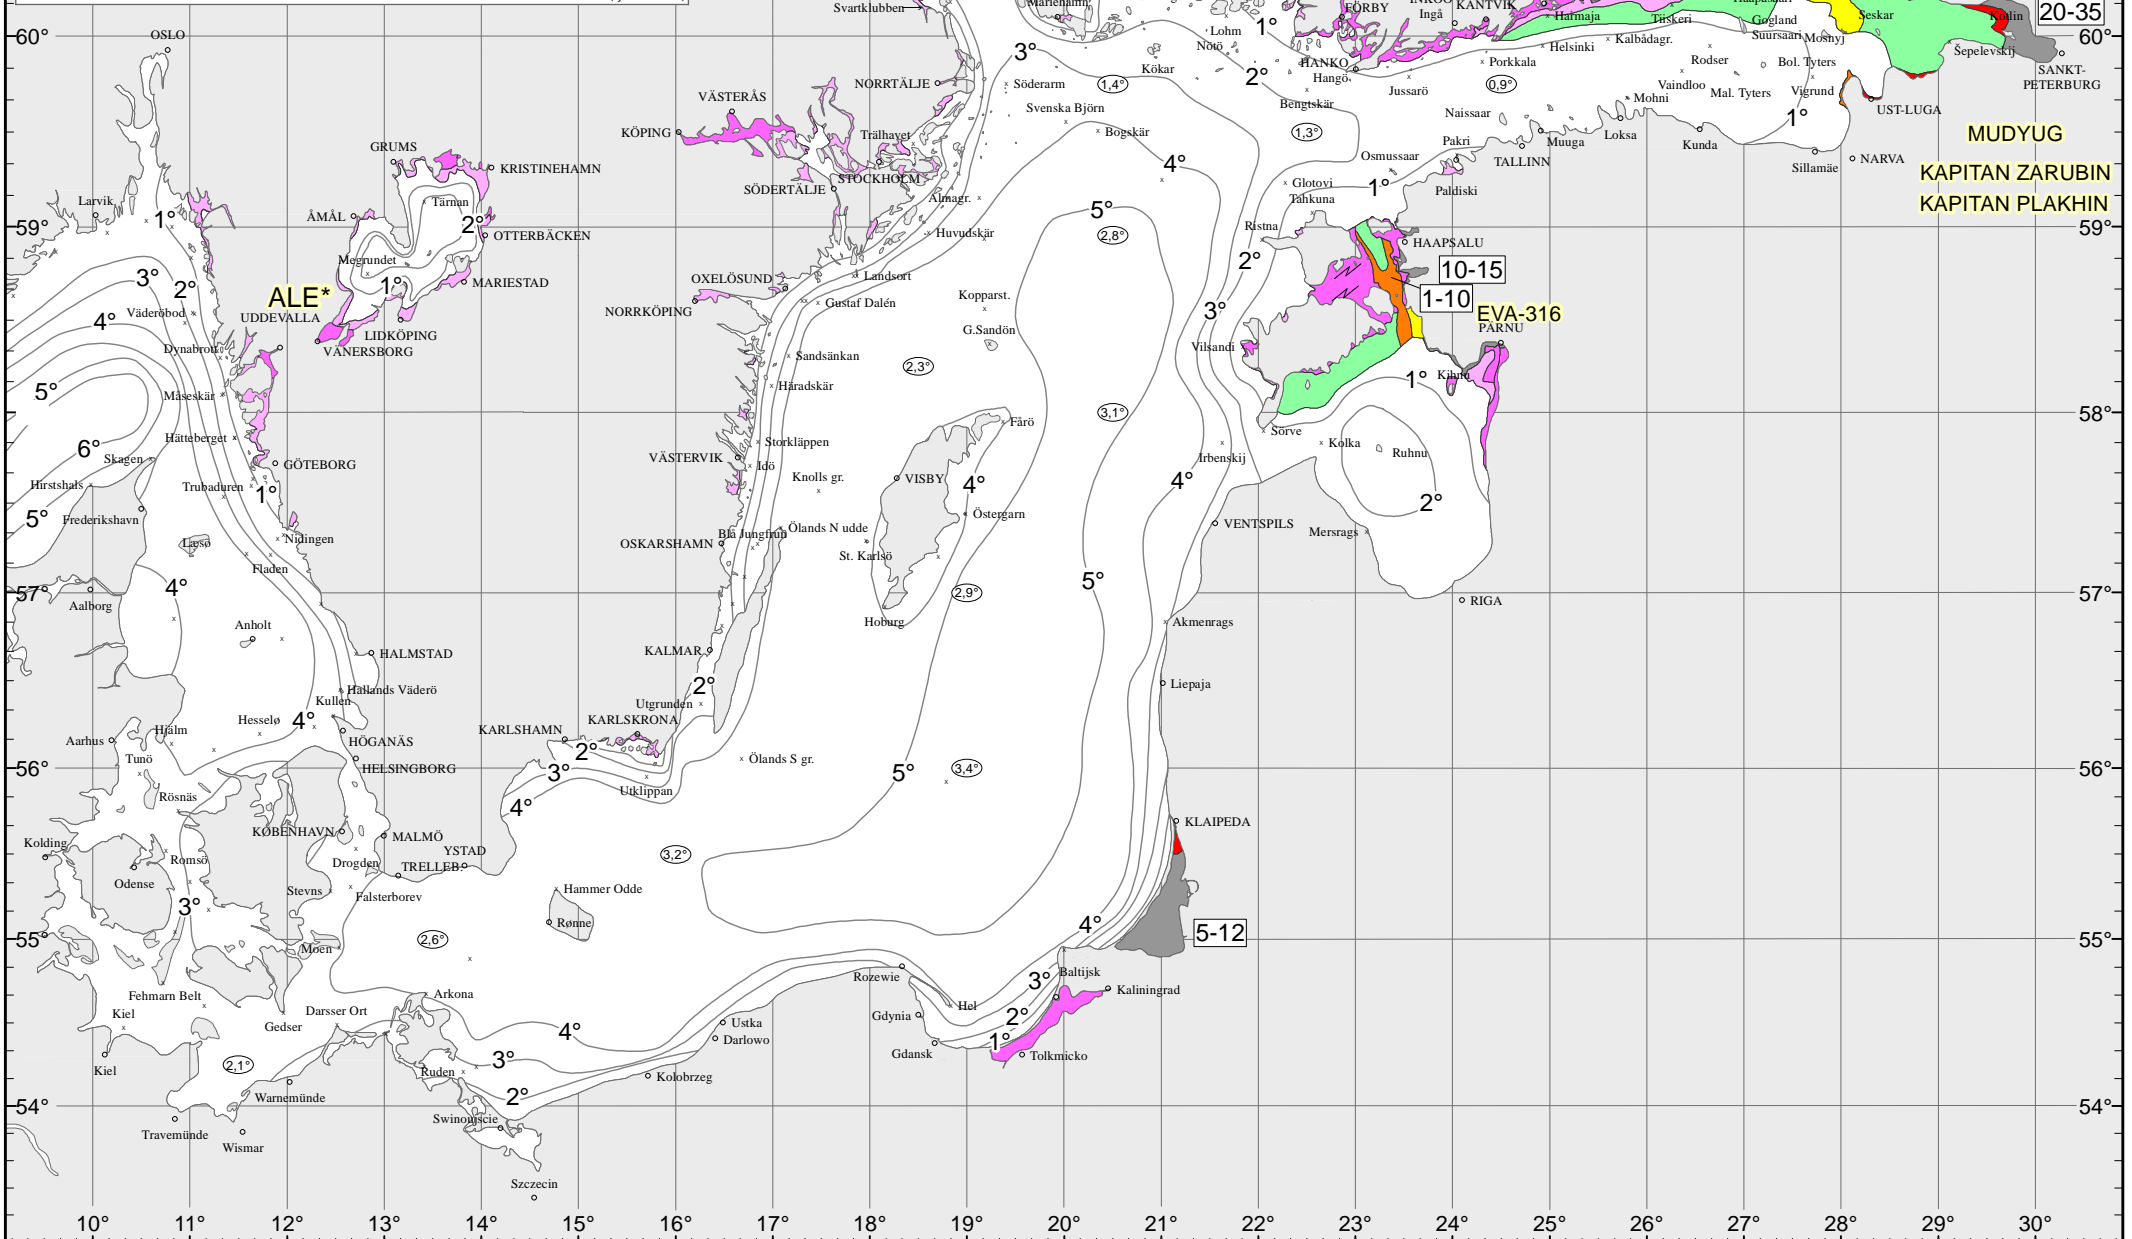 Svartklubben
Mariehamn
FÖRBY
Ingå
KANTVIK
Harmaja
Tiiskeri
Gogland
Seskar
Kotlin
20-35
60°
OSLO
3°
1°
Lohm
Nötö
2°
Kökar
HANKO
Hangö
Porkkala
Helsinki
Kalbådagr.
Suursaari
Mosnyj
Rodser
Bol. Tyters
Šepelevskij
60°
SANKT-
PETERBURG
NORRTÄLJE
Söderarm
1,4°
Jussarö
0,9°
Vaindloo
Mal. Tyters
Vigrund
VÄSTERÅS
KÖPING
Svenska Björn
Bogskär
Bengtskär
1,3°
Naissaar
Mohni
1°
UST-LUGA
MUDYUG
Trälhavet
Pakri
TALLINN
Muuga
Loksa
Kunda
Sillamäe
NARVA
GRUMS
KRISTINEHAMN
STOCKHOLM
SÖDERTÄLJE
4°
Osmussaar
1°
Paldiski
KAPITAN ZARUBIN
Larvik
ÅMÅL
Tärnan
2°
Almagr.
5°
Glotovi
Tahkuna
KAPITAN PLAKHIN
59°
1°
OTTERBÄCKEN
Huvudskär
2,8°
Ristna
HAAPSALU
59°
3°
2°
Megrundet
1°
MARIESTAD
OXELÖSUND
Landsort
2°
10-15
ALE*
1-10
Väderöbod
UDDEVALLA
4°
NORRKÖPING
Gustaf Dalén
Kopparst.
3°
EVA-316
PÄRNU
G.Sandön
LIDKÖPING
VÄNERSBORG
Dynabrott
Sandsänkan
Vilsandi
2,3°
5°
Måseskär
Häradskär
1°
Kihnu
58°
Fårö
3,1°
Sörve
58°
6°
Hätteberget
Storkläppen
Kolka
Ruhnu
Skagen
GÖTEBORG
VÄSTERVIK
Idö
Irbenskij
Hirstshals
Trubaduren
1°
Knolls gr.
VISBY
4°
4°
2°
5°
Frederikshavn
Ölands N udde
Östergarn
VENTSPILS
Mersrags
Læsø
Nidingen
OSKARSHAMN
Blå Jungfrun
St. Karlsö
Fladen
4°
57°
5°
2,9°
57°
Aalborg
RIGA
Anholt
Hoburg
Akmenrags
HALMSTAD
KALMAR
2°
Liepaja
Hallands Väderö
Kullen
Utgrunden
Hjälm
Hesselø
4°
KARLSKRONA
KARLSHAMN
Aarhus
HÖGANÄS
2°
Tunö
Ölands S gr.
56°
HELSINGBORG
3°
5°
3,4°
56°
Rösnäs
Utklippan
4°
KØBENHAVN
MALMÖ
KLAIPEDA
Kolding
Romsö
Drogden
YSTAD
TRELLEB.
3,2°
Odense
Stevns
Falsterborev
Hammer Odde
3°
Rønne
4°
5-12
55°
Moen
2,6°
55°
Rozewie
3°
Baltijsk
Fehmarn Belt
Arkona
Hel
Kaliningrad
Kiel
Gedser
Darsser Ort
Gdynia
2°
4°
Ustka
Darlowo
1°
Gdansk
Tolkmicko
Kiel
2,1°
3°
Ruden
Kolobrzeg
Warnemünde
2°
54°
54°
Swinoujscie
Travemünde
Wismar
Szczecin
10° 11° 12° 13° 14° 15° 16° 17° 18° 19° 20° 21° 22° 23° 24° 25° 26° 27° 28° 29° 30°